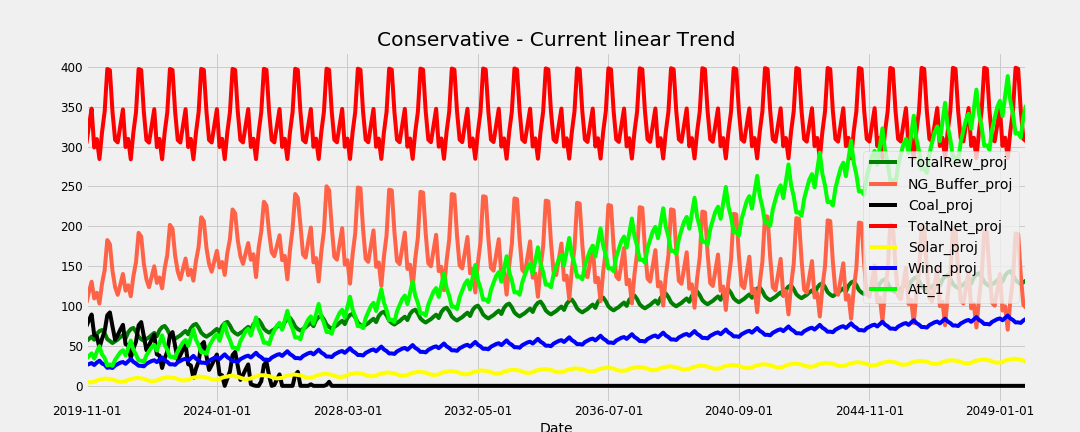 Conservative - Current linear Trend
400
350
300
250
200
150
100
50
0
TotalRew_proj
NG_Buffer_proj
Coal_proj
TotalNet_proj
Solar_proj
Wind_proj
Att_1
2019-11-01 2024-01-01 2028-03-01 2032-05-01 2036-07-01 2040-09-01 2044-11-01 2049-01-01
Date